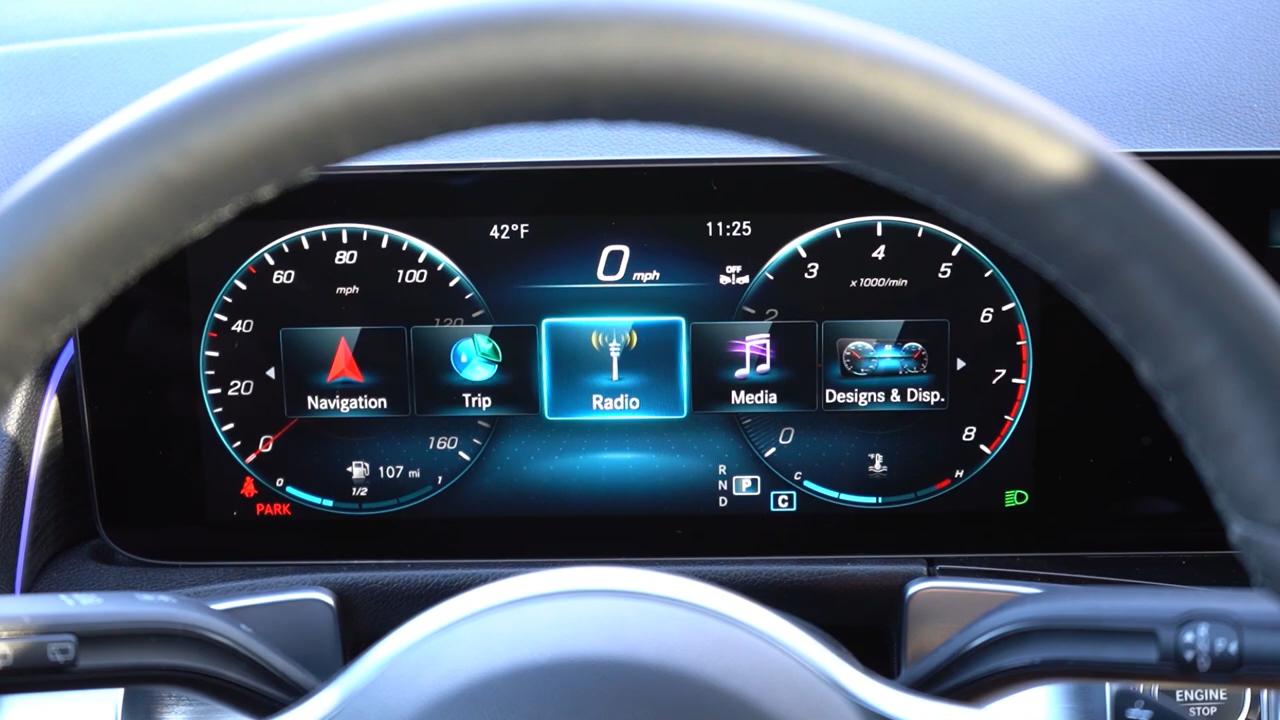 42°F
11:25
0 mph
OFF
80
60
100
mph
40
120
20
0
160
107 mi
0
1/2
1
PARK
4
3
5
x1000/min
2
6
7
0
8
C
H
Navigation
Trip
Radio
Media
Designs & Disp.
R
N
P
D
C
ENGINE
STOP